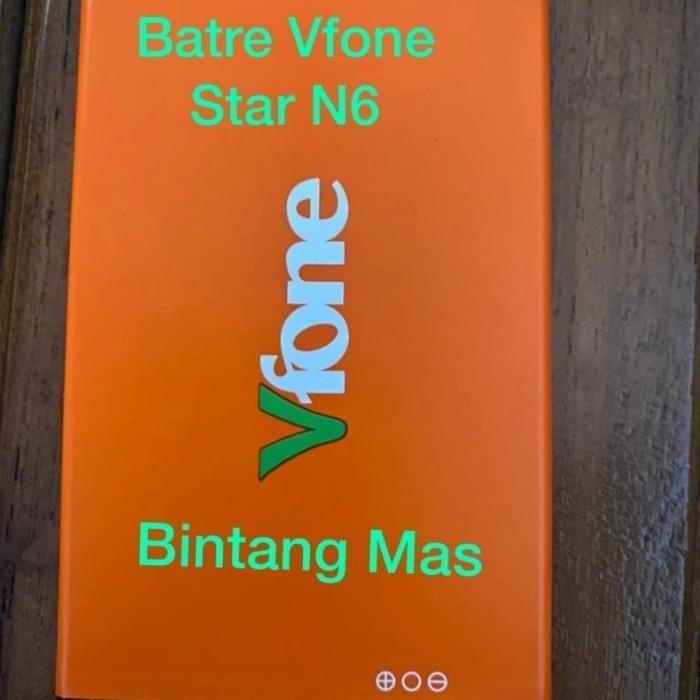 Batre Vfone
Star N6
Vfone
Bintang Mas